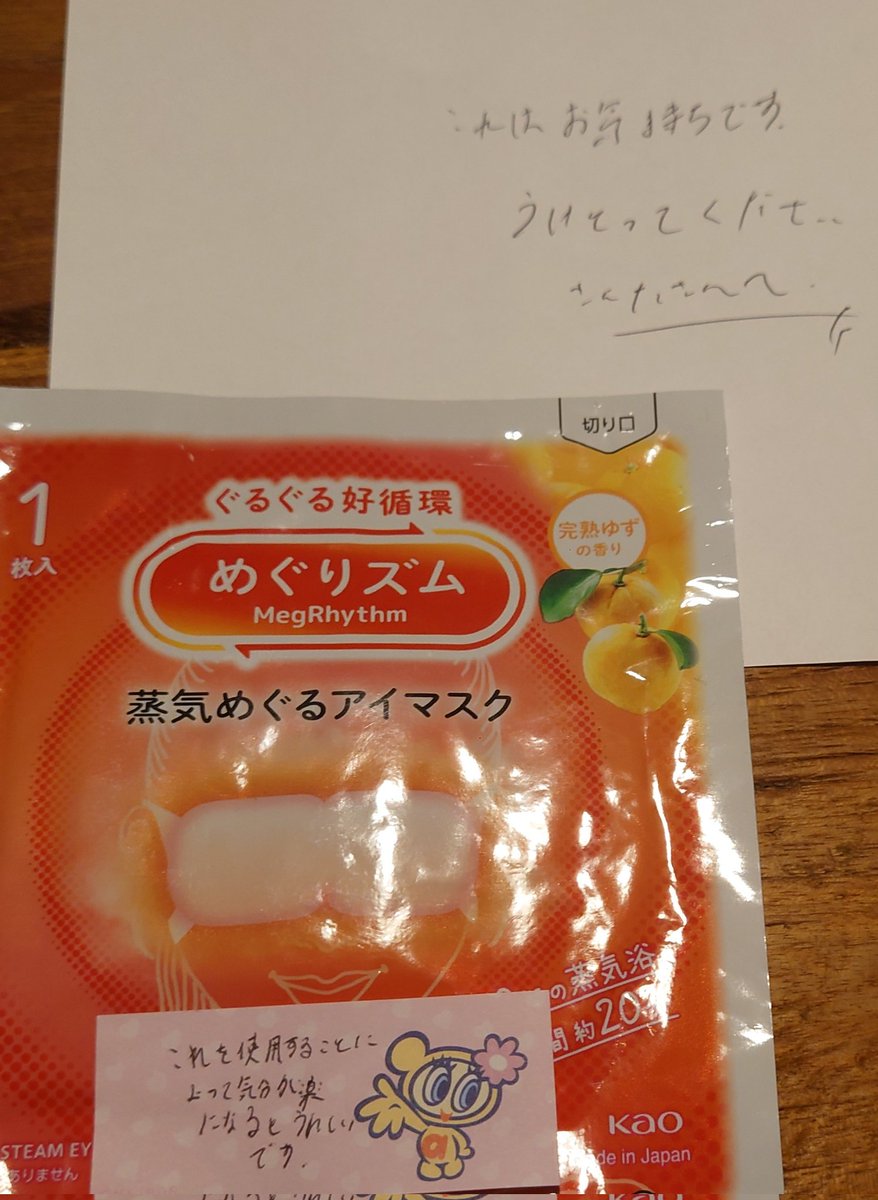 これはお気持ちです。
うけとってください
さんへ
切り口
1
枚入
ぐるぐる好循環
めぐりズム
MegRhythm
完熟ゆず
の香り
蒸気めぐるアイマスク
の蒸気浴
間 約20
これを使用することに
よって気分が楽
になるとうれしい
です。
a
STEAM EY
ありません
Kao
de in Japan